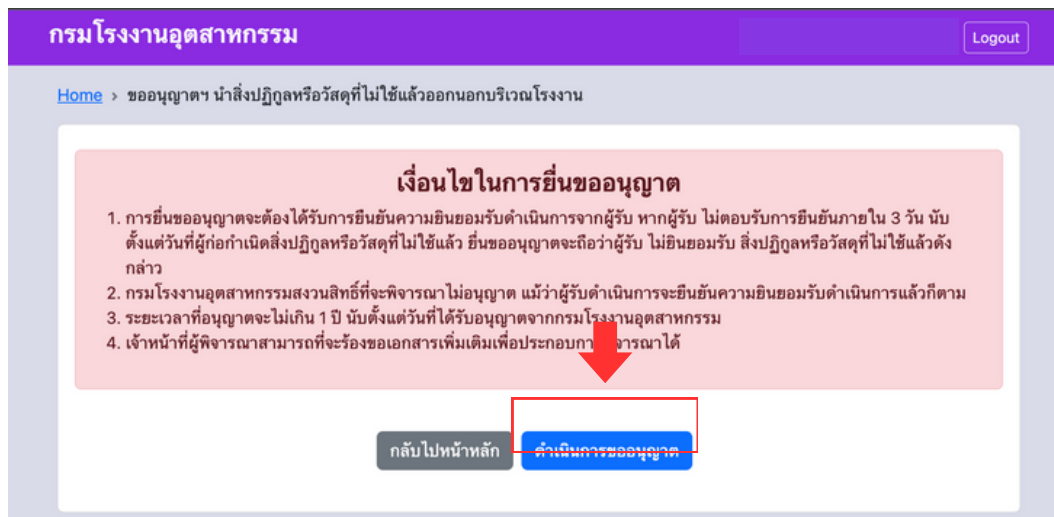 กรมโรงงานอุตสาหกรรม
Logout
Home › ขออนุญาตฯ นำสิ่งปฏิกูลหรือวัสดุที่ไม่ใช้แล้วออกนอกบริเวณโรงงาน
เงื่อนไขในการยื่นขออนุญาต
1. การยื่นขออนุญาตจะต้องได้รับการยืนยันความยินยอมรับดำเนินการจากผู้รับ หากผู้รับ ไม่ตอบรับการยืนยันภายใน 3 วัน นับ
ตั้งแต่วันที่ผู้ก่อกำเนิดสิ่งปฏิกูลหรือวัสดุที่ไม่ใช้แล้ว ยื่นขออนุญาตจะถือว่าผู้รับ ไม่ยินยอมรับ สิ่งปฏิกูลหรือวัสดุที่ไม่ใช้แล้วดัง
กล่าว
2. กรมโรงงานอุตสาหกรรมสงวนสิทธิ์ที่จะพิจารณาไม่อนุญาต แม้ว่าผู้รับดำเนินการจะยืนยันความยินยอมรับดำเนินการแล้วก็ตาม
3. ระยะเวลาที่อนุญาตจะไม่เกิน 1 ปี นับตั้งแต่วันที่ได้รับอนุญาตจากกรมโรงงานอุตสาหกรรม
4. เจ้าหน้าที่ผู้พิจารณาสามารถที่จะร้องขอเอกสารเพิ่มเติมเพื่อประกอบการพิจารณาได้
กลับไปหน้าหลัก
ดำเนินการขออนุญาต